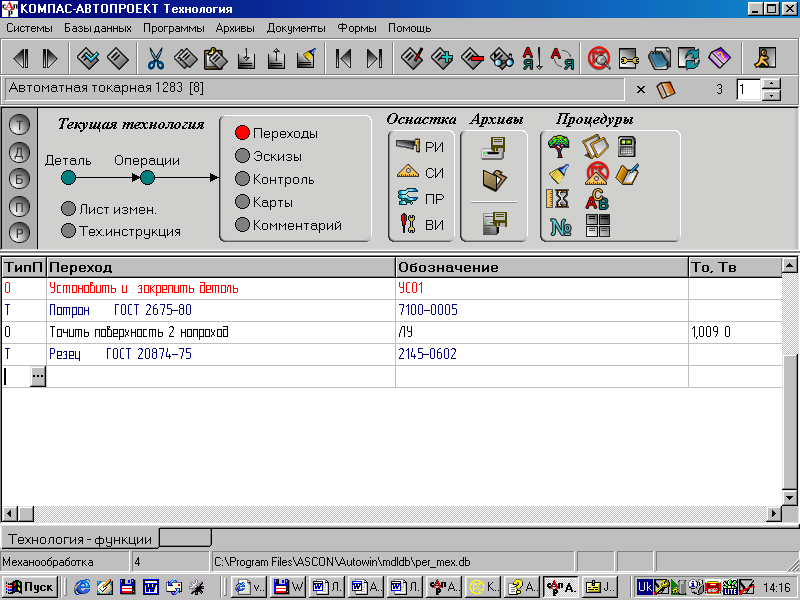 КОМПАС-АВТОПРОЕКТ Технология
Системы Базы данных Программы Архивы Документы Формы Помощь
Автоматная токарная 1283 [8] 3 1
Текущая технология
Деталь Операции
Лист измен.
Тех.инструкция
Т
Д
Б
П
Р
Переходы
Эскизы
Контроль
Карты
Комментарий
Оснастка Архивы Процедуры
РИ
СИ
ПР
ВИ
ТипП Переход Обозначение То, Тв
О Установить и закрепить деталь УС01
Т Патрон ГОСТ 2675-80 7100-0005
О Точить поверхность 2 напроход ЛУ 1,009 0
Т Резец ГОСТ 20874-75 2145-0602
...
Технология - функции
Механообработка 4 C:\Program Files\ASCON\Autowin\mdldb\per_mex.db
Пуск v.. W Л. А.. Л. А.. К.. А.. А. J.. Uk 14:16